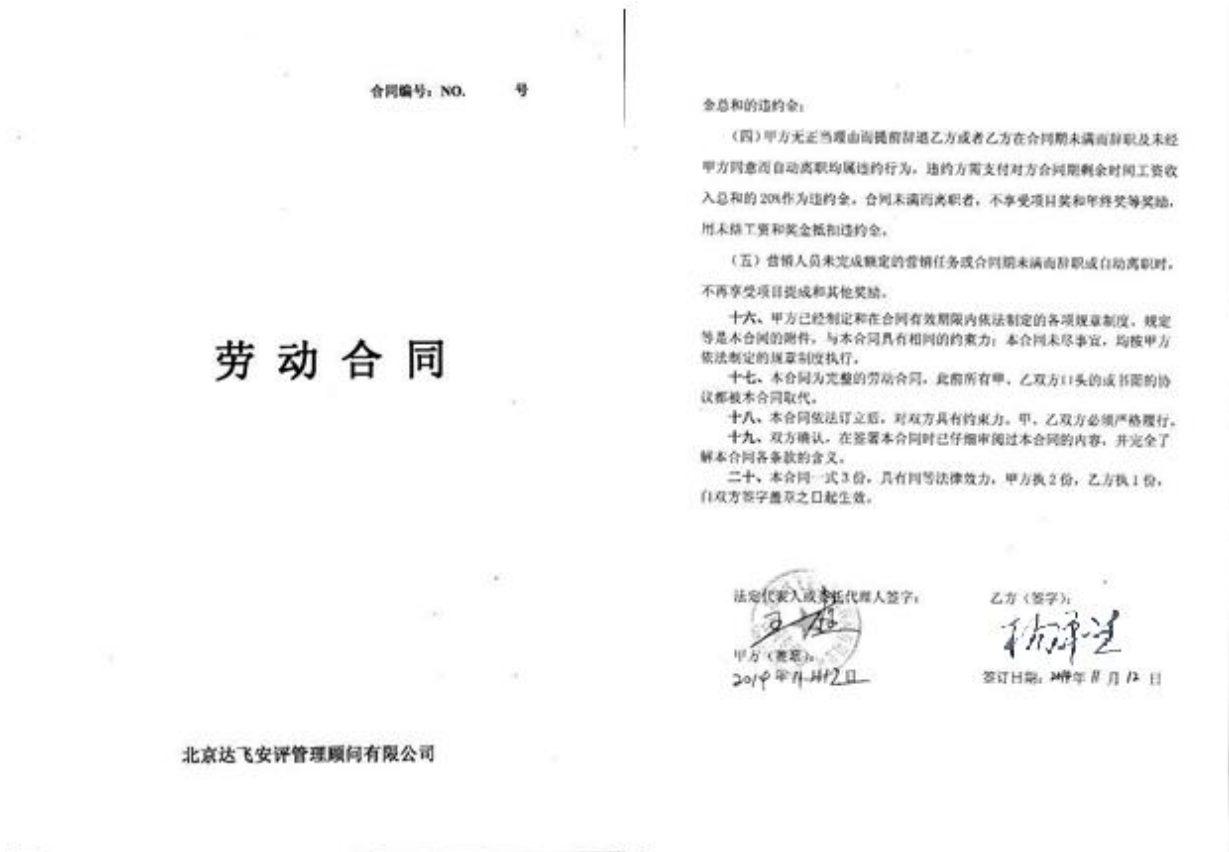 合同编号：NO. 号
劳动合同
北京达飞安评管理顾问有限公司
金总和的违约金；
（四）甲方无正当理由而提前辞退乙方或者乙方在合同期未满而辞职及未经
甲方同意而自动离职均属违约行为，违约方需支付对方合同期剩余时间工资收
入总和的 20%作为违约金。合同未满而离职者，不享受项目奖和年终奖等奖励，
用未结工资和奖金抵扣违约金。
（五）营销人员未完成额定的营销任务或合同期未满而辞职或自动离职时，
不再享受项目提成和其他奖励。
十六、甲方已经制定和在合同有效期限内依法制定的各项规章制度、规定
等是本合同的附件，与本合同具有相同的约束力；本合同未尽事宜，均按甲方
依法制定的规章制度执行。
十七、本合同为完整的劳动合同，此前所有甲、乙双方口头的或书面的协
议都被本合同取代。
十八、本合同依法订立后，对双方具有约束力。甲、乙双方必须严格履行。
十九、双方确认，在签署本合同时已仔细审阅过本合同的内容，并完全了
解本合同各条款的含义。
二十、本合同一式 3 份，具有同等法律效力，甲方执 2 份，乙方执 1 份，
自双方签字盖章之日起生效。
法定代表人或委托代理人签字：
甲方（盖章）：
2019年11月12日
乙方（签字）：
签订日期：2019年 11 月 12 日